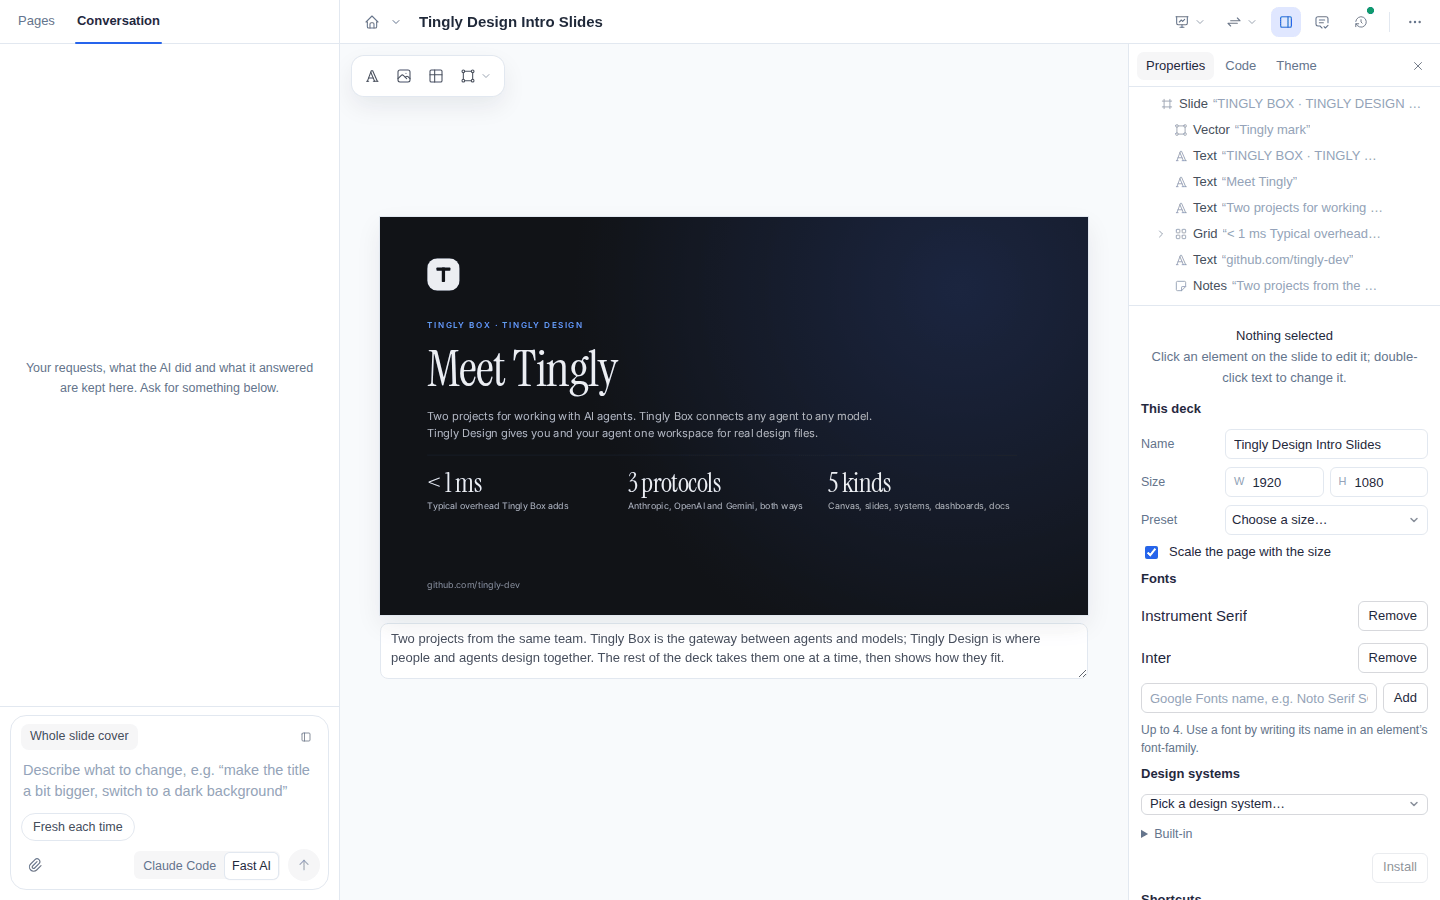 Pages Conversation
Tingly Design Intro Slides
Properties Code Theme
Slide “TINGLY BOX · TINGLY DESIGN …
Vector “Tingly mark”
Text “TINGLY BOX · TINGLY …
Text “Meet Tingly”
Text “Two projects for working …
Grid “< 1 ms Typical overhead…
Text “github.com/tingly-dev”
Notes “Two projects from the …
Your requests, what the AI did and what it answered
are kept here. Ask for something below.
Whole slide cover
Describe what to change, e.g. “make the title
a bit bigger, switch to a dark background”
Fresh each time
Claude Code Fast AI
T
TINGLY BOX · TINGLY DESIGN
Meet Tingly
Two projects for working with AI agents. Tingly Box connects any agent to any model.
Tingly Design gives you and your agent one workspace for real design files.
< 1 ms 3 protocols 5 kinds
Typical overhead Tingly Box adds Anthropic, OpenAI and Gemini, both ways Canvas, slides, systems, dashboards, docs
github.com/tingly-dev
Two projects from the same team. Tingly Box is the gateway between agents and models; Tingly Design is where
people and agents design together. The rest of the deck takes them one at a time, then shows how they fit.
Nothing selected
Click an element on the slide to edit it; double-
click text to change it.
This deck
Name Tingly Design Intro Slides
Size W 1920 H 1080
Preset Choose a size…
Scale the page with the size
Fonts
Instrument Serif Remove
Inter Remove
Google Fonts name, e.g. Noto Serif S Add
Up to 4. Use a font by writing its name in an element's
font-family.
Design systems
Pick a design system…
Built-in
Install
Shortcuts